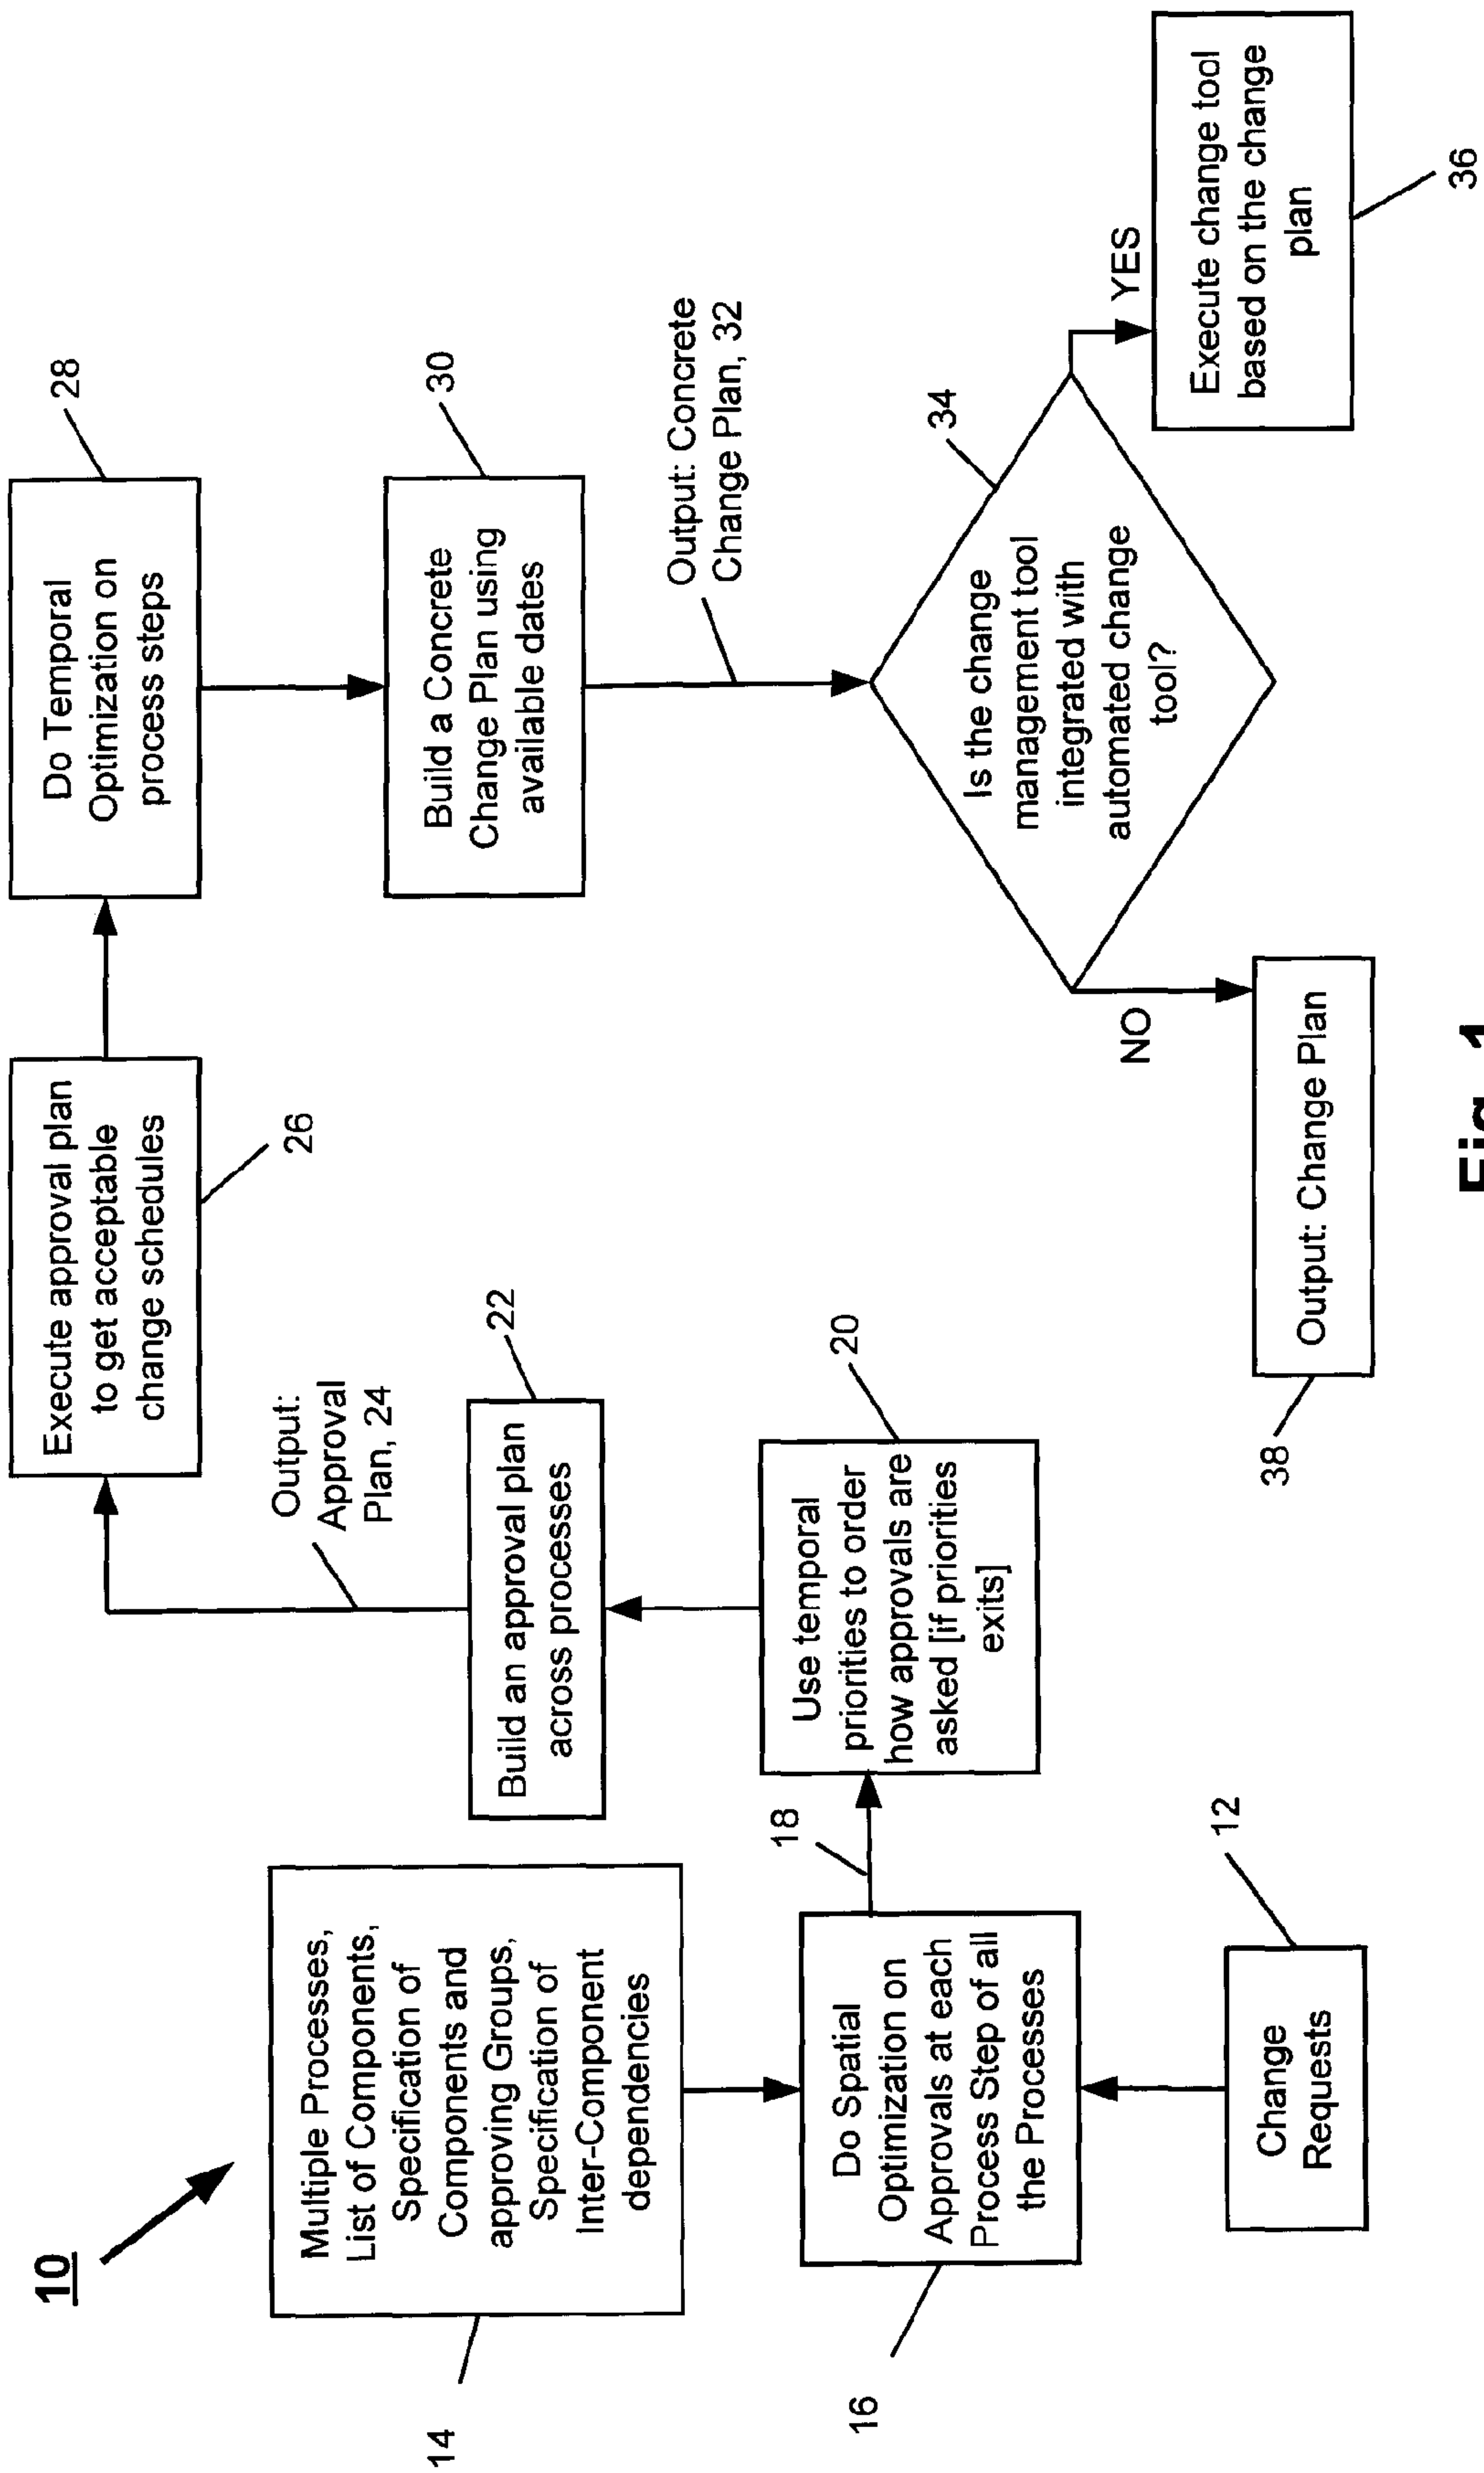 10
14
Multiple Processes,
List of Components,
Specification of
Components and
approving Groups,
Specification of
Inter-Component
dependencies
16
Do Spatial
Optimization on
Approvals at each
Process Step of all
the Processes
12
Change
Requests
18
20
Use temporal
priorities to order
how approvals are
asked [if priorities
exits]
22
Build an approval plan
across processes
Output:
Approval
Plan, 24
Execute approval plan
to get acceptable
change schedules
26
28
Do Temporal
Optimization on
process steps
30
Build a Concrete
Change Plan using
available dates
Output: Concrete
Change Plan, 32
34
Is the change
management tool
integrated with
automated change
tool?
YES
Execute change tool
based on the change
plan
36
NO
Output: Change Plan
38
Fig. 1